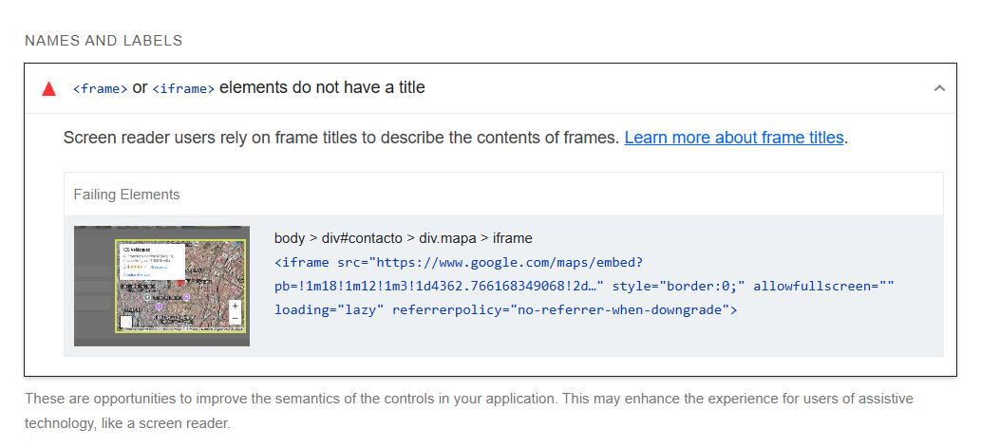 NAMES AND LABELS
<frame> or <iframe> elements do not have a title
Screen reader users rely on frame titles to describe the contents of frames. Learn more about frame titles.
Failing Elements
IES Velázquez
body > div#contacto > div.mapa > iframe
<iframe src="https://www.google.com/maps/embed?
pb=!1m18!1m12!1m3!1d4362.766168349068!2d…" style="border:0;" allowfullscreen=""
loading="lazy" referrerpolicy="no-referrer-when-downgrade">
These are opportunities to improve the semantics of the controls in your application. This may enhance the experience for users of assistive
technology, like a screen reader.